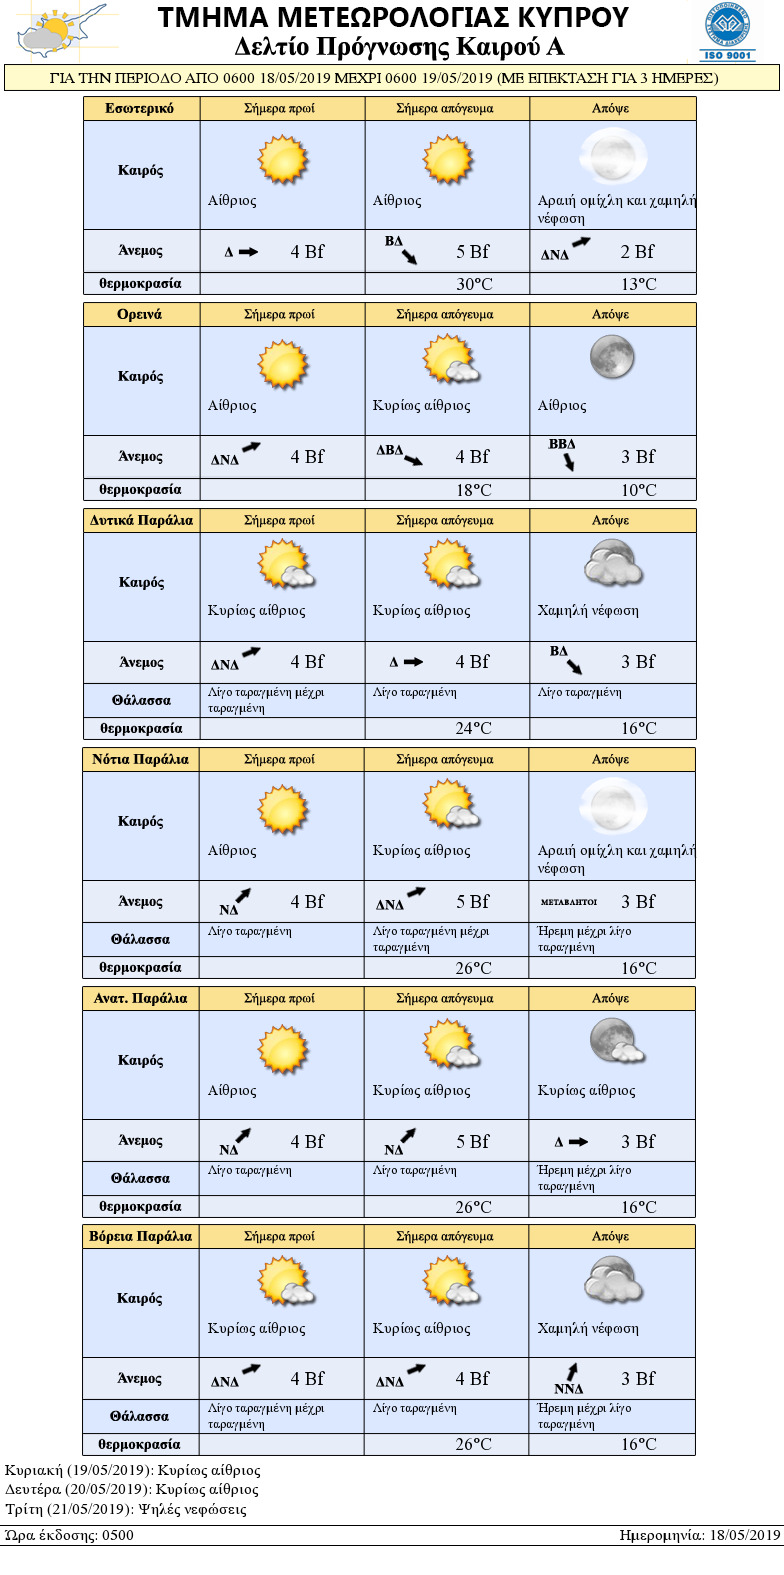 ΤΜΗΜΑ ΜΕΤΕΩΡΟΛΟΓΙΑΣ ΚΥΠΡΟΥ
Δελτίο Πρόγνωσης Καιρού Α
ISO 9001
ΓΙΑ ΤΗΝ ΠΕΡΙΟΔΟ ΑΠΟ 0600 18/05/2019 ΜΕΧΡΙ 0600 19/05/2019 (ΜΕ ΕΠΕΚΤΑΣΗ ΓΙΑ 3 ΗΜΕΡΕΣ)
Εσωτερικό Σήμερα πρωί Σήμερα απόγευμα Απόψε
Καιρός Αίθριος Αίθριος Αραιή ομίχλη και χαμηλή
νέφωση
Άνεμος Δ 4 Bf ΒΔ 5 Bf ΔΝΔ 2 Bf
θερμοκρασία 30°C 13°C
Ορεινά Σήμερα πρωί Σήμερα απόγευμα Απόψε
Καιρός Αίθριος Κυρίως αίθριος Αίθριος
Άνεμος ΔΝΔ 4 Bf ΔΒΔ 4 Bf ΒΒΔ 3 Bf
θερμοκρασία 18°C 10°C
Δυτικά Παράλια Σήμερα πρωί Σήμερα απόγευμα Απόψε
Καιρός Κυρίως αίθριος Κυρίως αίθριος Χαμηλή νέφωση
Άνεμος ΔΝΔ 4 Bf Δ 4 Bf ΒΔ 3 Bf
Θάλασσα Λίγο ταραγμένη μέχρι Λίγο ταραγμένη Λίγο ταραγμένη
ταραγμένη
θερμοκρασία 24°C 16°C
Νότια Παράλια Σήμερα πρωί Σήμερα απόγευμα Απόψε
Καιρός Αίθριος Κυρίως αίθριος Αραιή ομίχλη και χαμηλή
νέφωση
Άνεμος ΝΔ 4 Bf ΔΝΔ 5 Bf ΜΕΤΑΒΛΗΤΟΙ 3 Bf
Θάλασσα Λίγο ταραγμένη Λίγο ταραγμένη μέχρι Ήρεμη μέχρι λίγο
ταραγμένη ταραγμένη
θερμοκρασία 26°C 16°C
Ανατ. Παράλια Σήμερα πρωί Σήμερα απόγευμα Απόψε
Καιρός Αίθριος Κυρίως αίθριος Κυρίως αίθριος
Άνεμος ΝΔ 4 Bf ΝΔ 5 Bf Δ 3 Bf
Θάλασσα Λίγο ταραγμένη Λίγο ταραγμένη Ήρεμη μέχρι λίγο
ταραγμένη
θερμοκρασία 26°C 16°C
Βόρεια Παράλια Σήμερα πρωί Σήμερα απόγευμα Απόψε
Καιρός Κυρίως αίθριος Κυρίως αίθριος Χαμηλή νέφωση
Άνεμος ΔΝΔ 4 Bf ΔΝΔ 4 Bf ΝΝΔ 3 Bf
Θάλασσα Λίγο ταραγμένη μέχρι Λίγο ταραγμένη Ήρεμη μέχρι λίγο
ταραγμένη ταραγμένη
θερμοκρασία 26°C 16°C
Κυριακή (19/05/2019): Κυρίως αίθριος
Δευτέρα (20/05/2019): Κυρίως αίθριος
Τρίτη (21/05/2019): Ψηλές νεφώσεις
Ώρα έκδοσης: 0500 Ημερομηνία: 18/05/2019